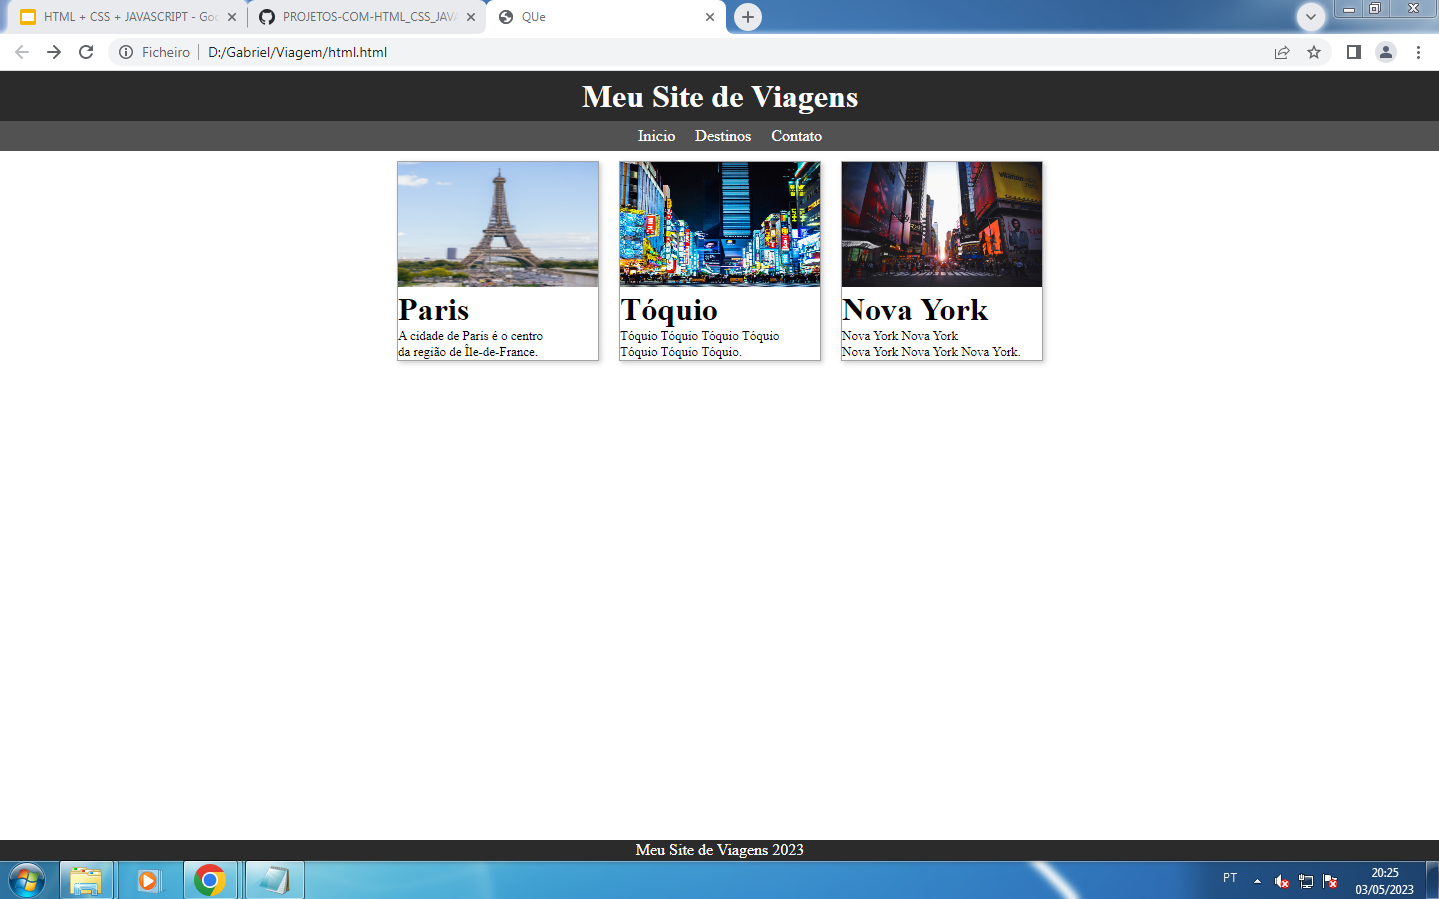 HTML + CSS + JAVASCRIPT - Goo
PROJETOS-COM-HTML_CSS_JAVA
QUe
Ficheiro D:/Gabriel/Viagem/html.html
Meu Site de Viagens
Inicio Destinos Contato
Paris
A cidade de Paris é o centro
da região de Île-de-France.
Tóquio
Tóquio Tóquio Tóquio Tóquio
Tóquio Tóquio Tóquio.
Nova York
Nova York Nova York
Nova York Nova York Nova York.
Meu Site de Viagens 2023
PT
20:25
03/05/2023